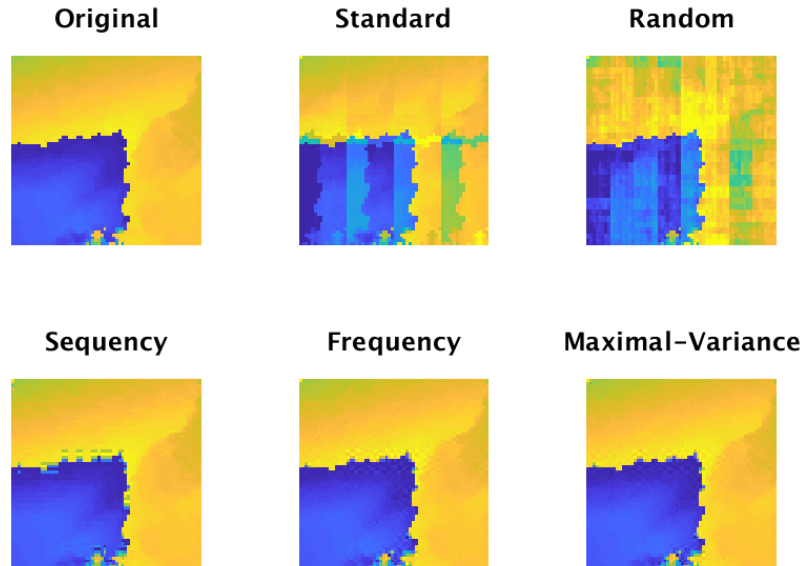 Original
Standard
Random
Sequency
Frequency
Maximal-Variance